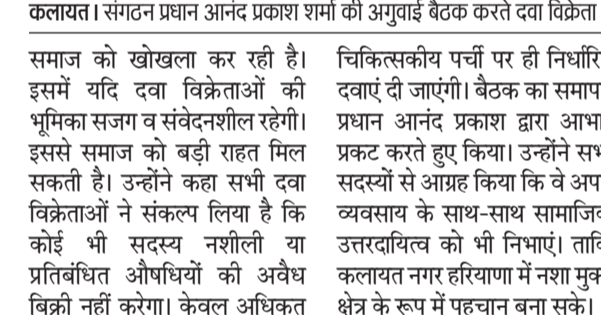 कलायत। संगठन प्रधान आनंद प्रकाश शर्मा की अगुवाई बैठक करते दवा विक्रेता
समाज को खोखला कर रही है।
इसमें यदि दवा विक्रेताओं की
भूमिका सजग व संवेदनशील रहेगी।
इससे समाज को बड़ी राहत मिल
सकती है। उन्होंने कहा सभी दवा
विक्रेताओं ने संकल्प लिया है कि
कोई भी सदस्य नशीली या
प्रतिबंधित औषधियों की अवैध
बिक्री नहीं करेगा। केवल अधिकृत
चिकित्सकीय पर्ची पर ही
दवाएं दी जाएंगी। बैठक का
प्रधान आनंद प्रकाश द्वारा
प्रकट करते हुए किया। उन्होंने
सदस्यों से आग्रह किया कि वे
व्यवसाय के साथ-साथ
उत्तरदायित्व को भी निभाएं।
कलायत नगर हरियाणा में नशा
क्षेत्र के रूप में पहचान बना सके।